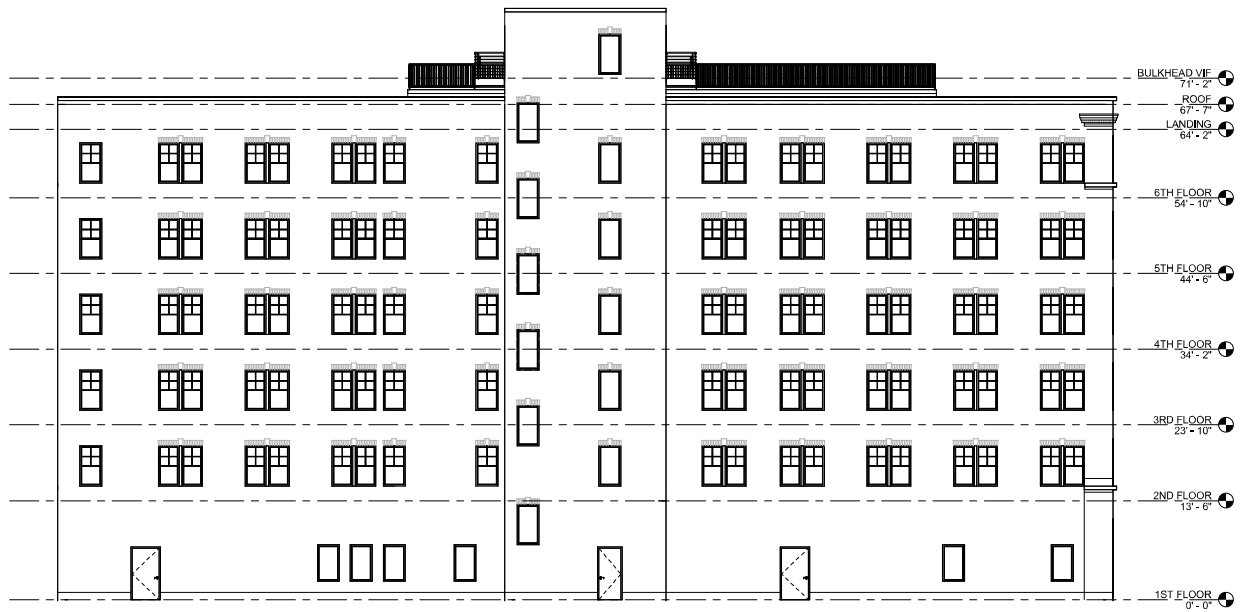 BULKHEAD VIF
71' - 2"
ROOF
67' - 7"
LANDING
64' - 2"
6TH FLOOR
54' - 10"
5TH FLOOR
44' - 6"
4TH FLOOR
34' - 2"
3RD FLOOR
23' - 10"
2ND FLOOR
13' - 6"
1ST FLOOR
0' - 0"